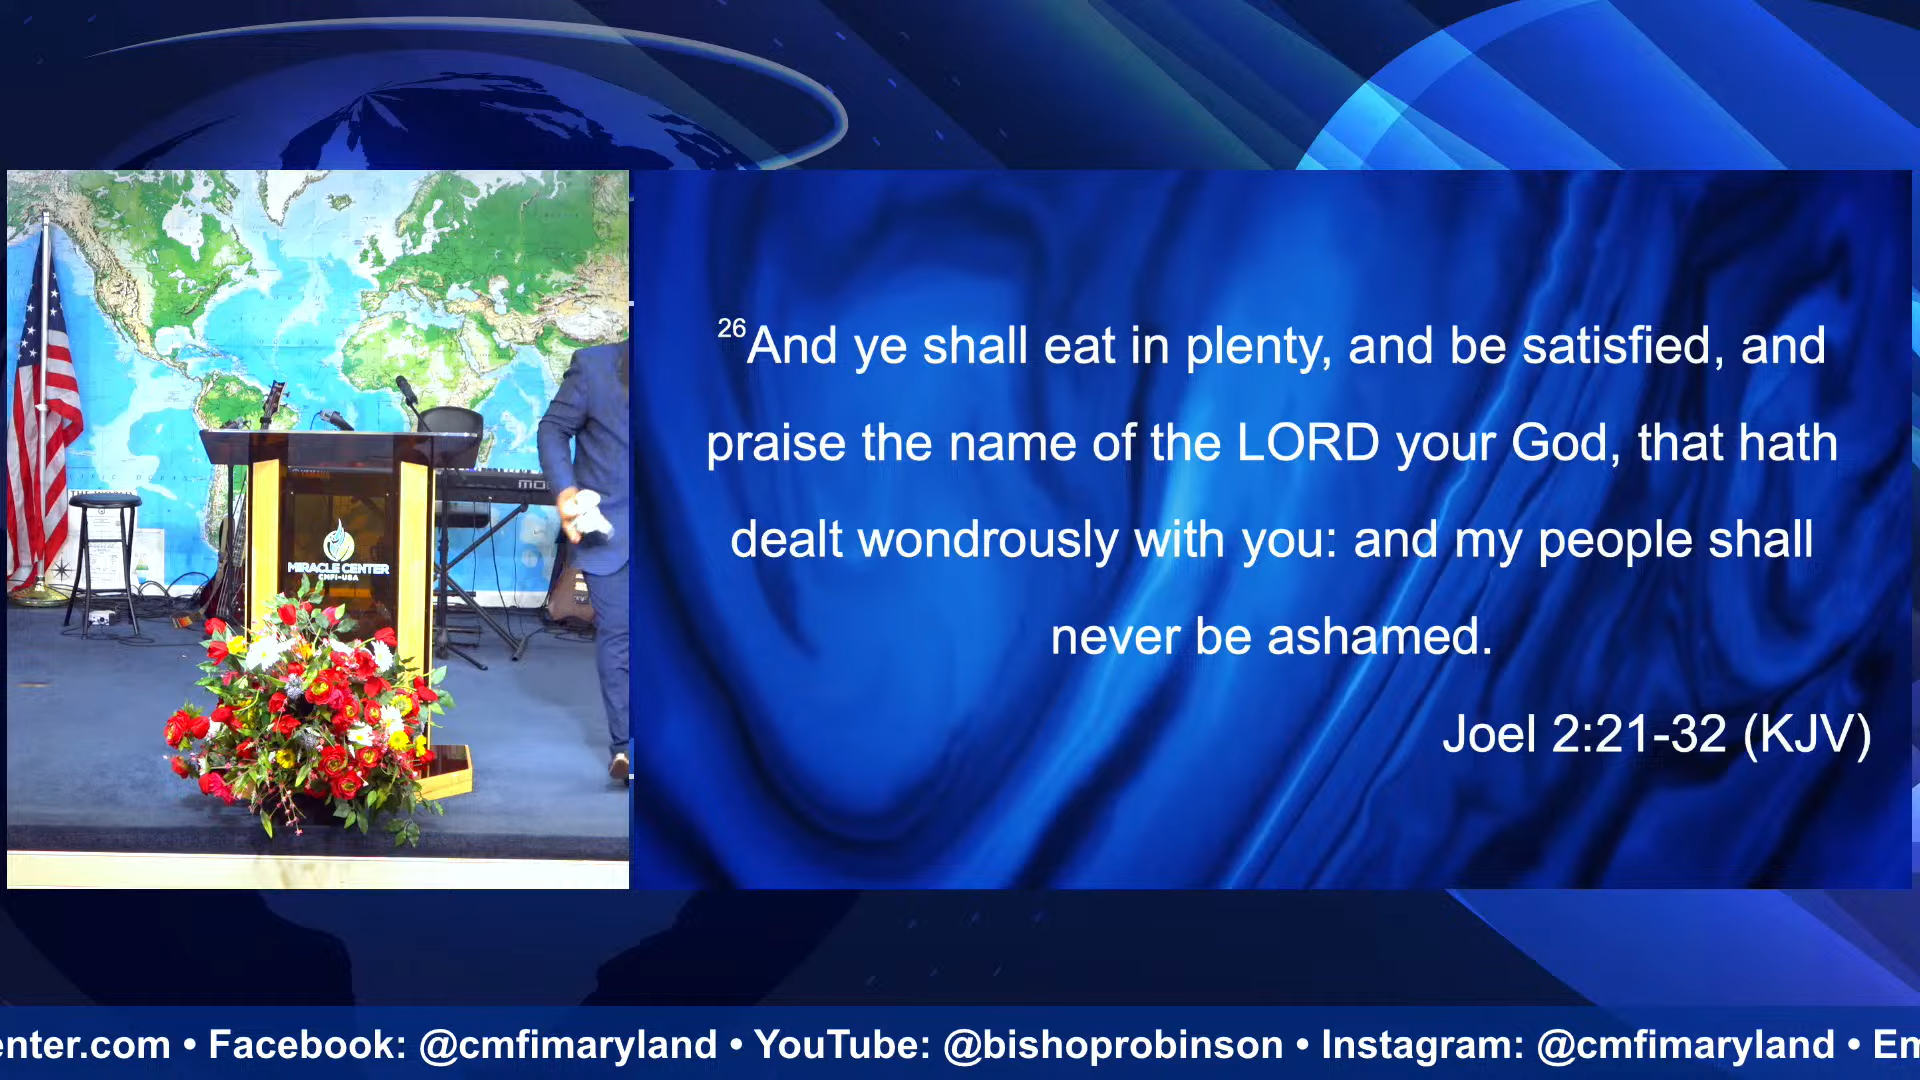 26And ye shall eat in plenty, and be satisfied, and
praise the name of the LORD your God, that hath
dealt wondrously with you: and my people shall
never be ashamed.
Joel 2:21-32 (KJV)
MIRACLE CENTER
CMFI-USA
enter.com • Facebook: @cmfimaryland • YouTube: @bishoprobinson • Instagram: @cmfimaryland • Em